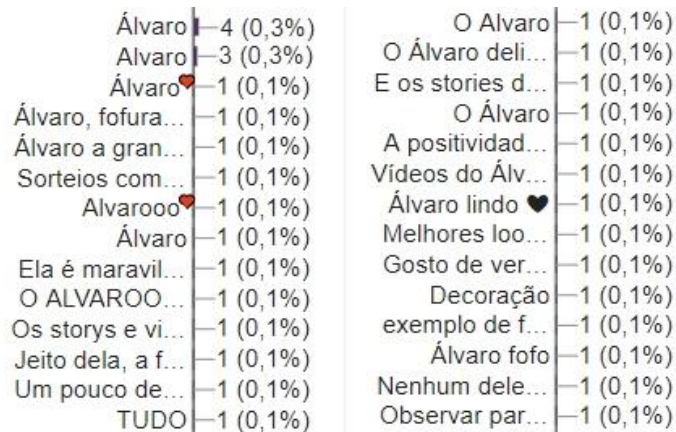 Álvaro 4 (0,3%)
Alvaro 3 (0,3%)
Álvaro❤ 1 (0,1%)
Álvaro, fofura... 1 (0,1%)
Álvaro a gran... 1 (0,1%)
Sorteios com... 1 (0,1%)
Alvarooo❤ 1 (0,1%)
Álvaro 1 (0,1%)
Ela é maravil... 1 (0,1%)
O ALVAROO... 1 (0,1%)
Os storys e vi... 1 (0,1%)
Jeito dela, a f... 1 (0,1%)
Um pouco de... 1 (0,1%)
TUDO 1 (0,1%)
O Alvaro 1 (0,1%)
O Álvaro deli... 1 (0,1%)
E os stories d... 1 (0,1%)
O Álvaro 1 (0,1%)
A positividad... 1 (0,1%)
Vídeos do Álv... 1 (0,1%)
Álvaro lindo ♥ 1 (0,1%)
Melhores loo... 1 (0,1%)
Gosto de ver... 1 (0,1%)
Decoração 1 (0,1%)
exemplo de f... 1 (0,1%)
Álvaro fofo 1 (0,1%)
Nenhum dele... 1 (0,1%)
Observar par... 1 (0,1%)